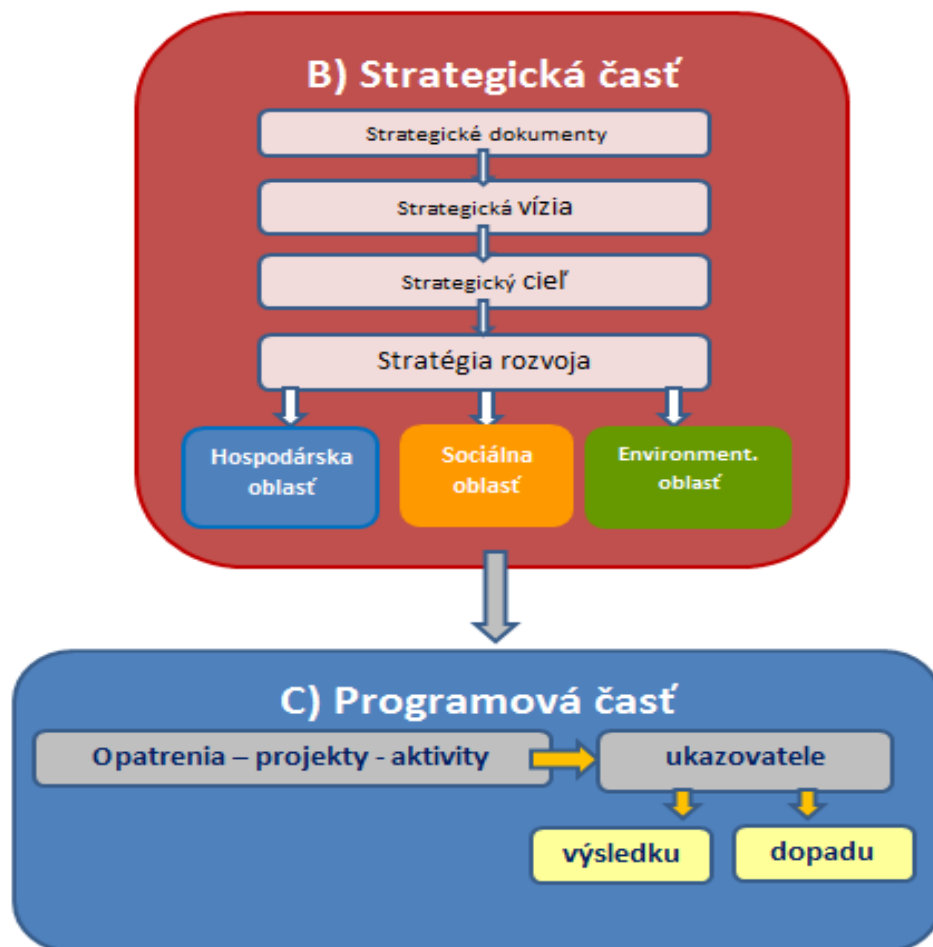 B) Strategická časť
Strategické dokumenty
Strategická vízia
Strategický cieľ
Stratégia rozvoja
Hospodárska
oblasť
Sociálna
oblasť
Environment.
oblasť
C) Programová časť
Opatrenia – projekty - aktivity
ukazovatele
výsledku
dopadu